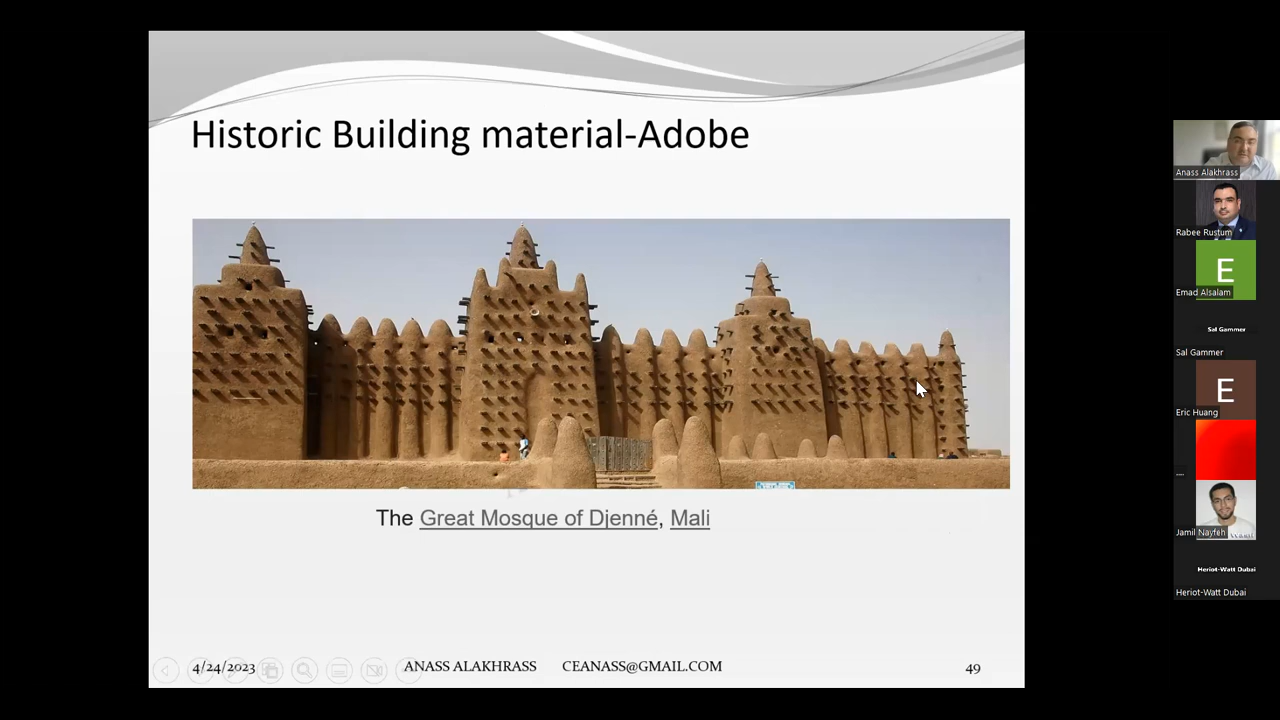 Historic Building material-Adobe
The Great Mosque of Djenné, Mali
4/24/2023
ANASS ALAKHRASS
CEANASS@GMAIL.COM
49
Anass Alakhrass
Rabee Rustum
E
Emad Alsalam
Sal Gammer
Sal Gammer
E
Eric Huang
....
Jamil Nayfeh
Heriot-Watt Dubai
Heriot-Watt Dubai